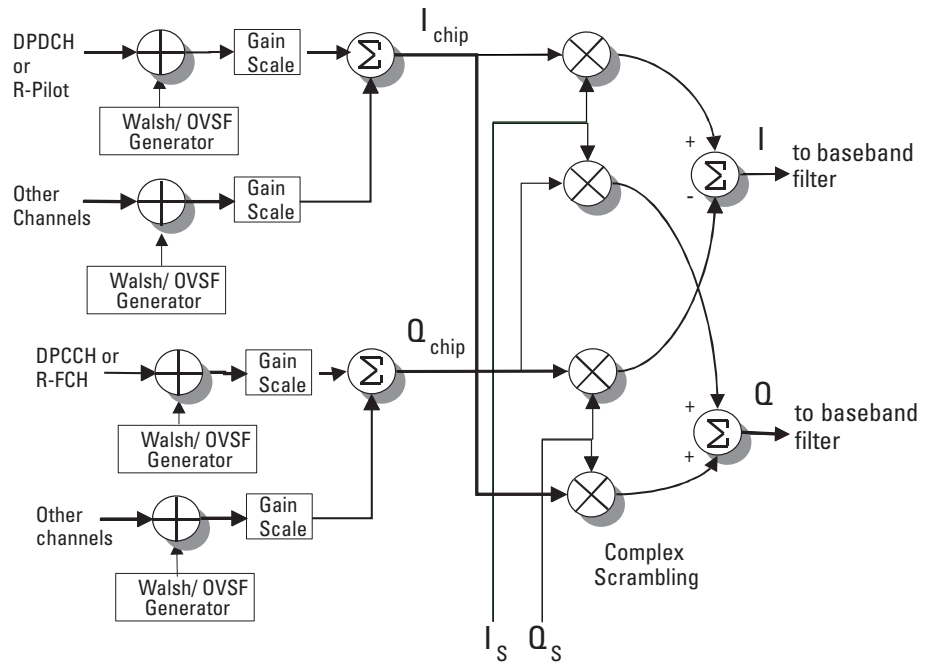 DPDCH
or
R-Pilot
Gain
Scale
Σ
I chip
Walsh/ OVSF
Generator
Other
Channels
Gain
Scale
Walsh/ OVSF
Generator
+
-
Σ
I
to baseband
filter
DPCCH or
R-FCH
Gain
Scale
Σ
Q chip
Walsh/ OVSF
Generator
Other
channels
Gain
Scale
Walsh/ OVSF
Generator
+
+
Σ
Q
to baseband
filter
Complex
Scrambling
I S
Q S